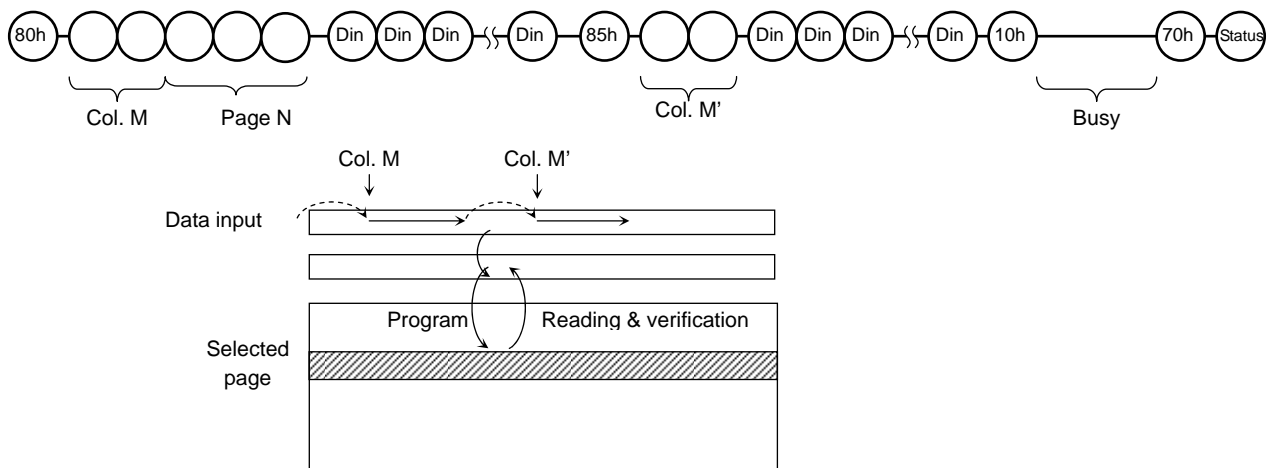 80h Din Din Din Din 85h Din Din Din Din 10h 70h Status
Col. M Page N Col. M’ Busy
Col. M Col. M’
Data input
Program Reading & verification
Selected
page